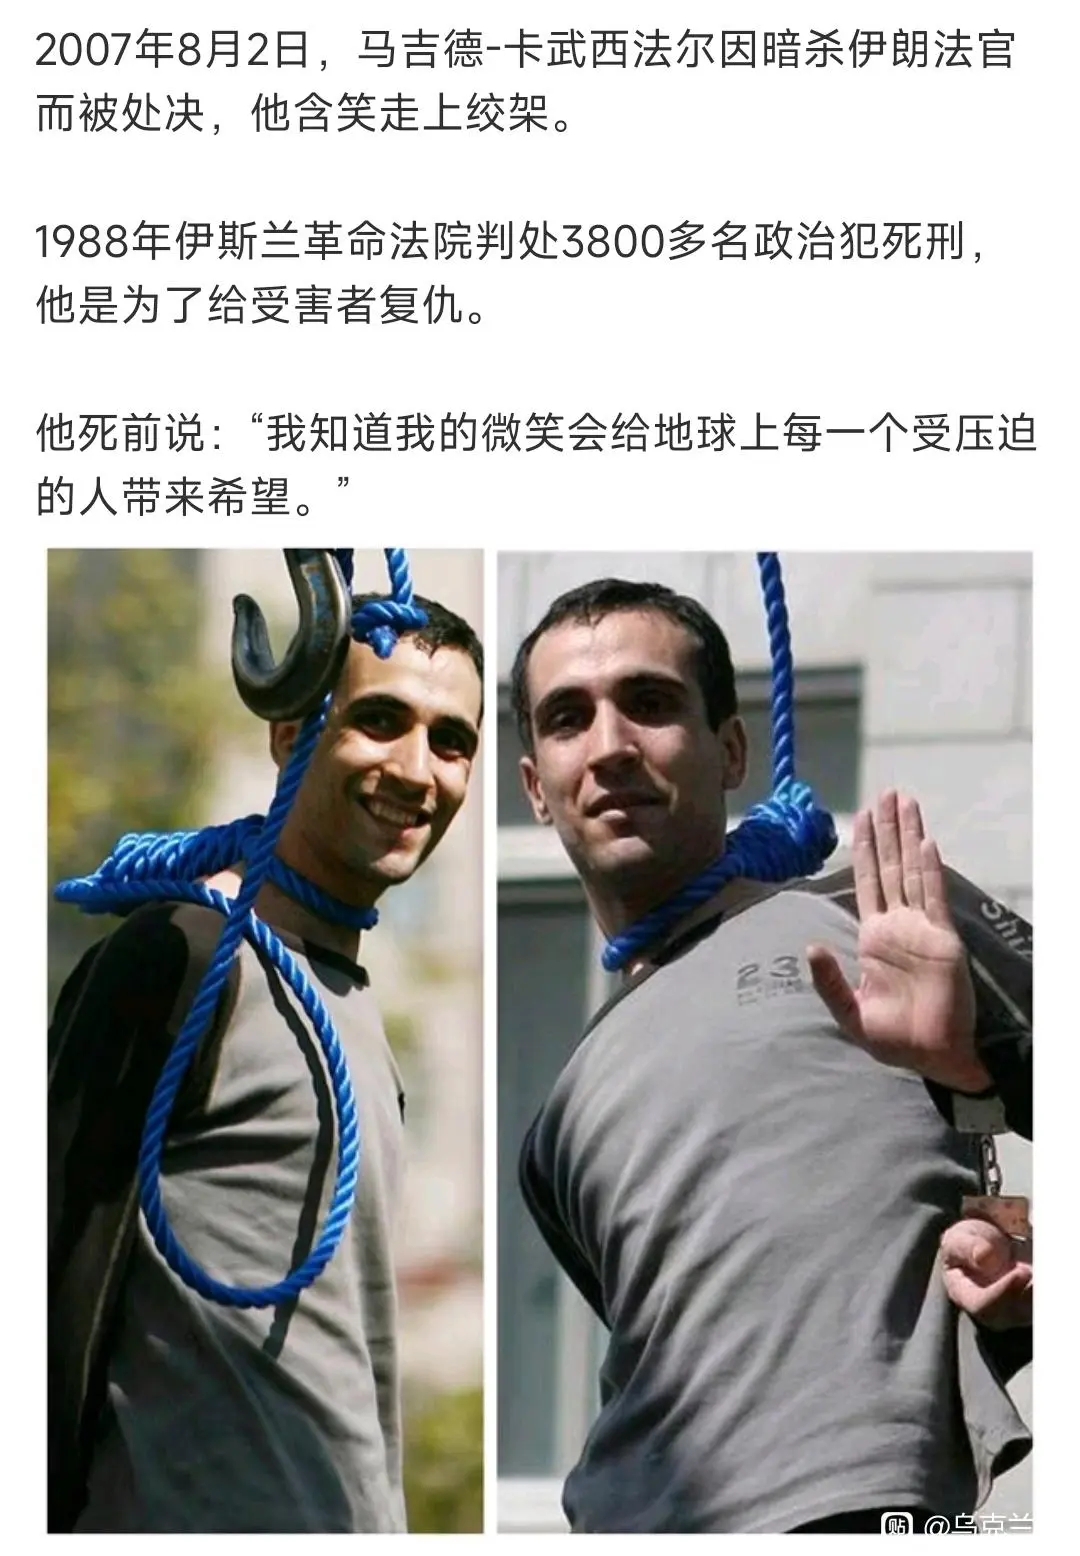 2007年8月2日，马吉德-卡武西法尔因暗杀伊朗法官
而被处决，他含笑走上绞架。
1988年伊斯兰革命法院判处3800多名政治犯死刑，
他是为了给受害者复仇。
他死前说：“我知道我的微笑会给地球上每一个受压迫
的人带来希望。”
23
贴 @乌克兰